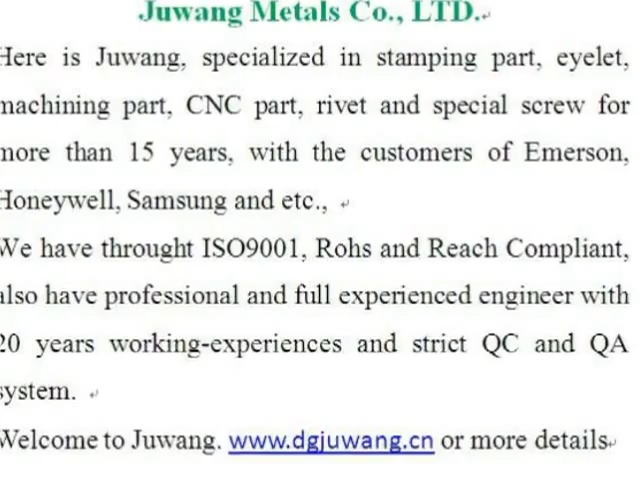 Juwang Metals Co., LTD.
Here is Juwang, specialized in stamping part, eyelet,
machining part, CNC part, rivet and special screw for
more than 15 years, with the customers of Emerson,
Honeywell, Samsung and etc.,
We have throught ISO9001, Rohs and Reach Compliant,
also have professional and full experienced engineer with
20 years working-experiences and strict QC and QA
system.
Welcome to Juwang. www.dgjuwang.cn or more details